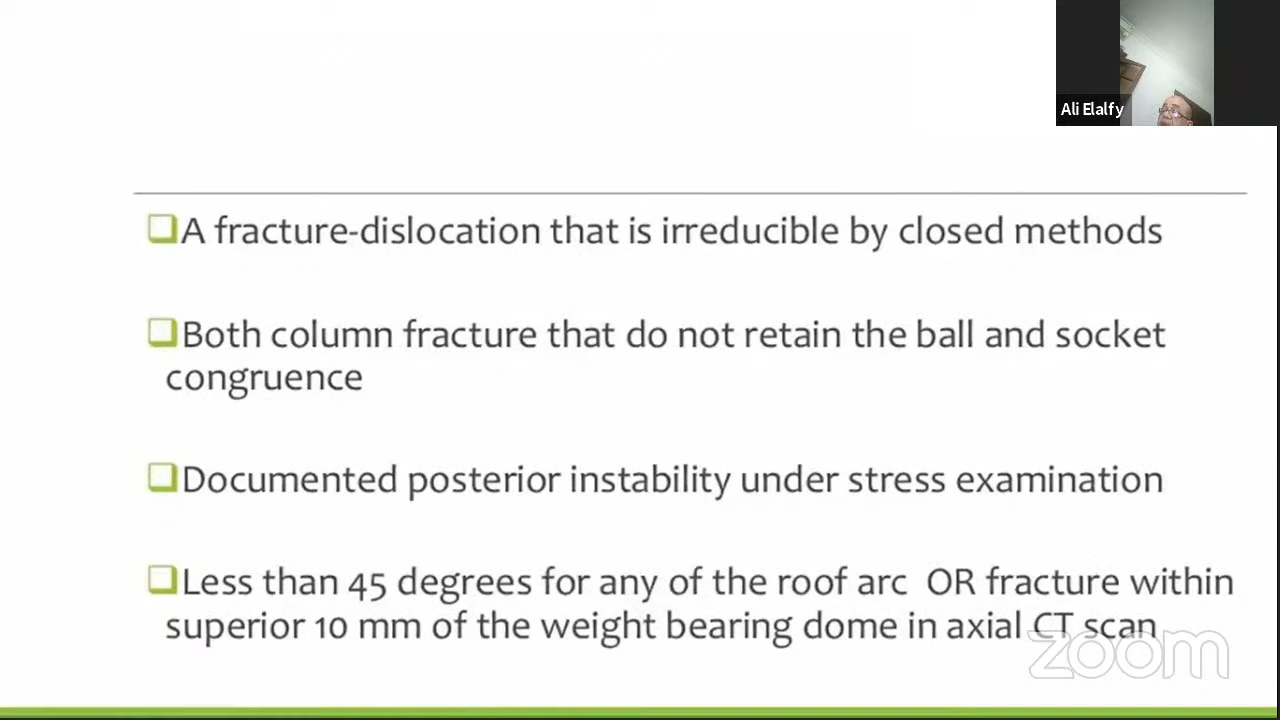 Ali Elalfy
A fracture-dislocation that is irreducible by closed methods
Both column fracture that do not retain the ball and socket
congruence
Documented posterior instability under stress examination
Less than 45 degrees for any of the roof arc OR fracture within
superior 10 mm of the weight bearing dome in axial CT scan
zoom